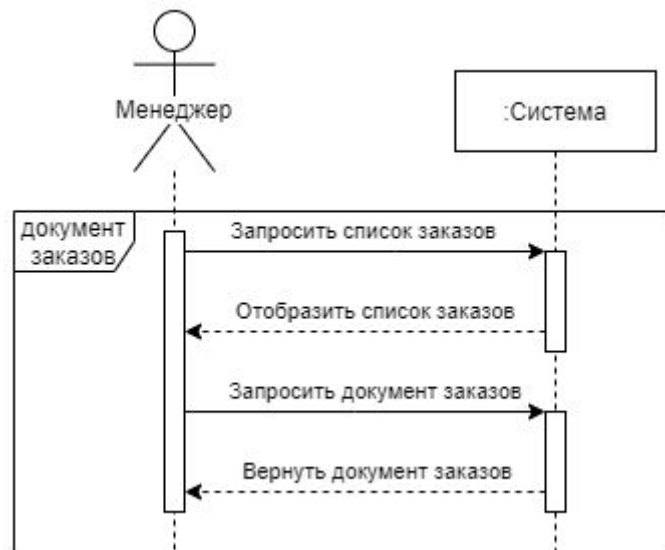 Менеджер
:Система
документ
заказов
Запросить список заказов
Отобразить список заказов
Запросить документ заказов
Вернуть документ заказов